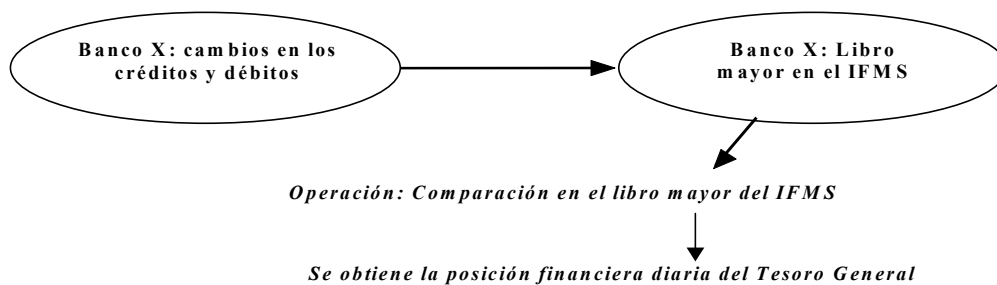 Banco X: cambios en los
créditos y débitos
Banco X: Libro
mayor en el IFMS
Operación: Comparación en el libro mayor del IFMS
Se obtiene la posición financiera diaria del Tesoro General